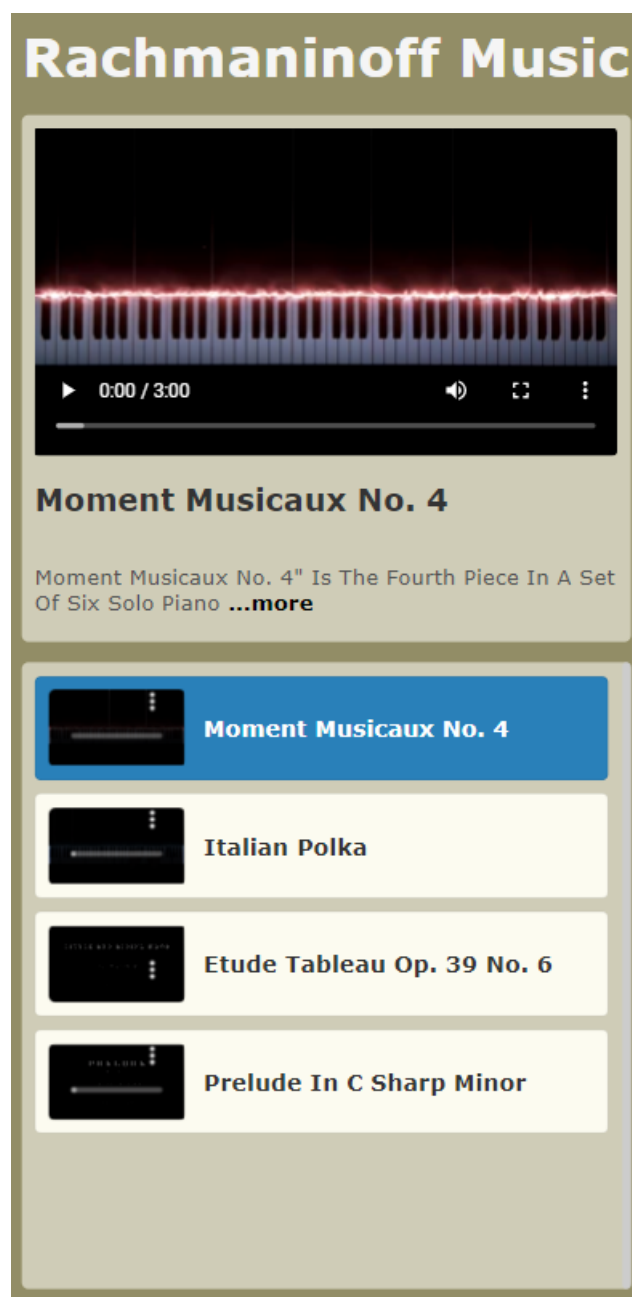 Rachmaninoff Music
0:00 / 3:00
Moment Musicaux No. 4
Moment Musicaux No. 4" Is The Fourth Piece In A Set
Of Six Solo Piano ...more
Moment Musicaux No. 4
Italian Polka
Etude Tableau Op. 39 No. 6
PRELUDE
Prelude In C Sharp Minor